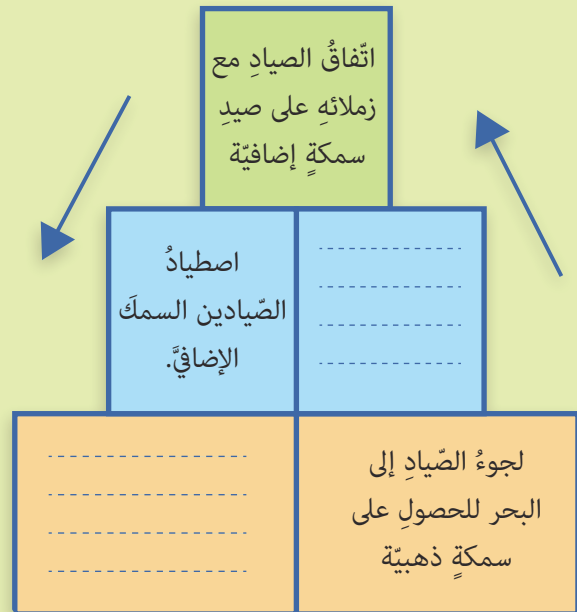 اتّفاقُ الصيادِ مع
زملائهِ على صيدِ
سمكةٍ إضافيّة
اصطيادُ
الصّيادين السمكَ
الإضافيَّ.
لجوءُ الصّيادِ إلى
البحر للحصولِ على
سمكةٍ ذهبيّة